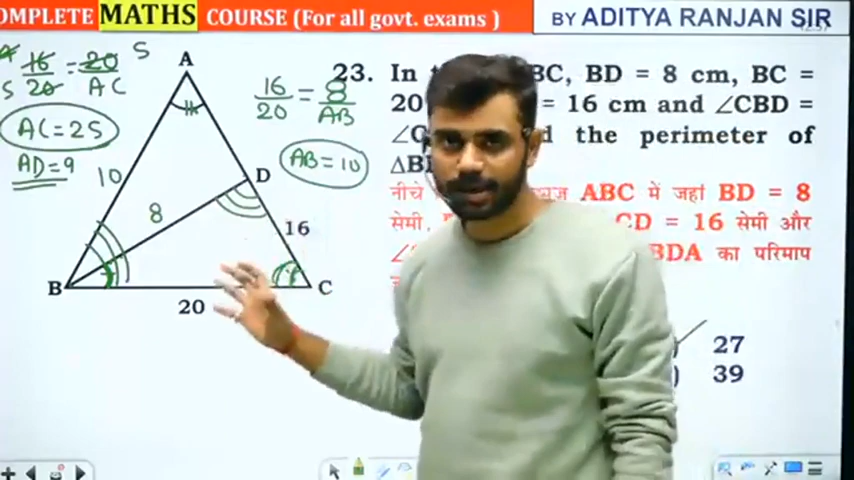 OMPLETE MATHS COURSE (For all govt. exams)
BY ADITYA RANJAN SIR
16/20 = 20/AC
S
S
AC = 25
AD = 9
A
B
C
D
10
8
16
20
16/20 = 8/AB
AB = 10
23. In BC, BD = 8 cm, BC =
20 = 16 cm and ∠CBD =
the perimeter of
नीचे ABC में जहां BD = 8
सेमी, CD = 16 सेमी और
BDA का परिमाप
27
39